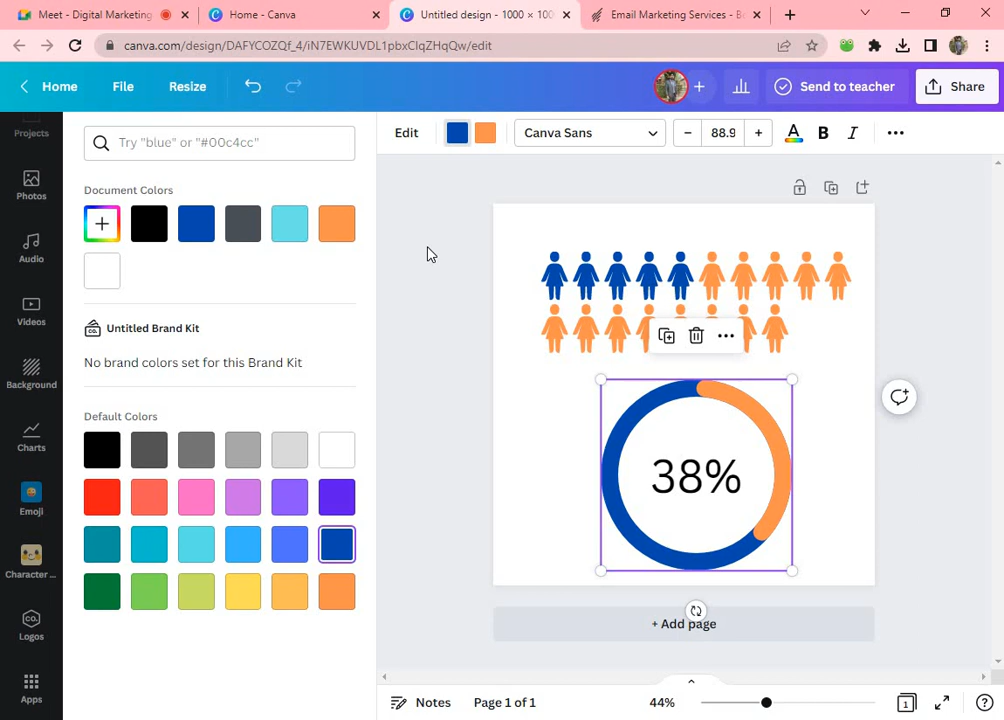 Meet - Digital Marketing
Home - Canva
Untitled design - 1000 × 100
Email Marketing Services - Be
canva.com/design/DAFYCOZQf_4/iN7EWKUVDL1pbxClqZHqQw/edit
Home
File
Resize
Send to teacher
Share
Projects
Photos
Audio
Videos
Background
Charts
Emoji
Character ...
CO.
Logos
Apps
Try "blue" or "#00c4cc"
Document Colors
Untitled Brand Kit
No brand colors set for this Brand Kit
Default Colors
Edit
Canva Sans
88.9
A
B
I
38%
+ Add page
Notes
Page 1 of 1
44%
1